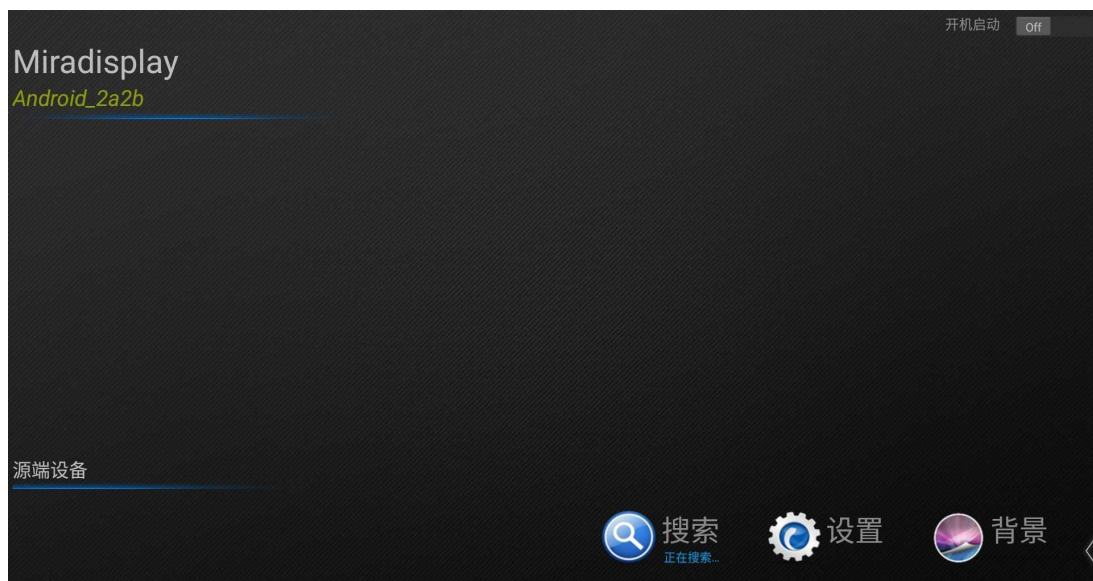 开机启动 Off
Miradisplay
Android_2a2b
源端设备
搜索 设置 背景
正在搜索...